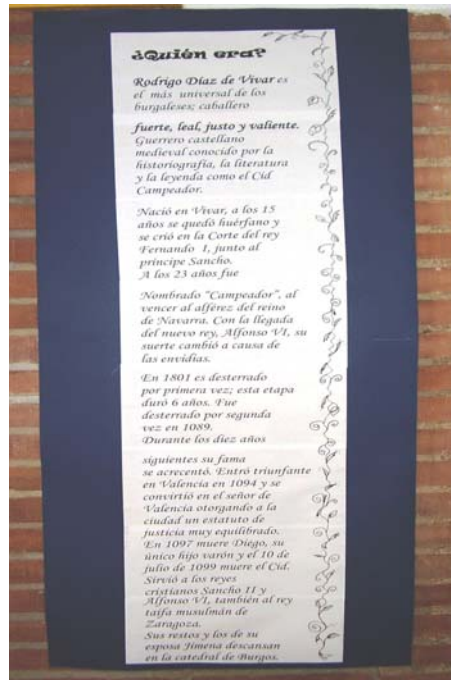 ¿Quién era?
Rodrigo Díaz de Vivar es
el más universal de los
burgaleses; caballero
fuerte, leal, justo y valiente.
Guerrero castellano
medieval conocido por la
historiografía, la literatura
y la leyenda como el Cid
Campeador.
Nació en Vivar, a los 15
años se quedó huérfano y
se crió en la Corte del rey
Fernando I, junto al
príncipe Sancho.
A los 23 años fue
Nombrado "Campeador", al
vencer al alférez del reino
de Navarra. Con la llegada
del nuevo rey, Alfonso VI, su
suerte cambió a causa de
las envidias.
En 1801 es desterrado
por primera vez; esta etapa
duró 6 años. Fue
desterrado por segunda
vez en 1089.
Durante los diez años
siguientes su fama
se acrecentó. Entró triunfante
en Valencia en 1094 y se
convirtió en el señor de
Valencia otorgando a la
ciudad un estatuto de
justicia muy equilibrado.
En 1097 muere Diego, su
único hijo varón y el 10 de
julio de 1099 muere el Cid.
Sirvió a los reyes
cristianos Sancho II y
Alfonso VI, también al rey
taifa musulmán de
Zaragoza.
Sus restos y los de su
esposa Jimena descansan
en la catedral de Burgos.